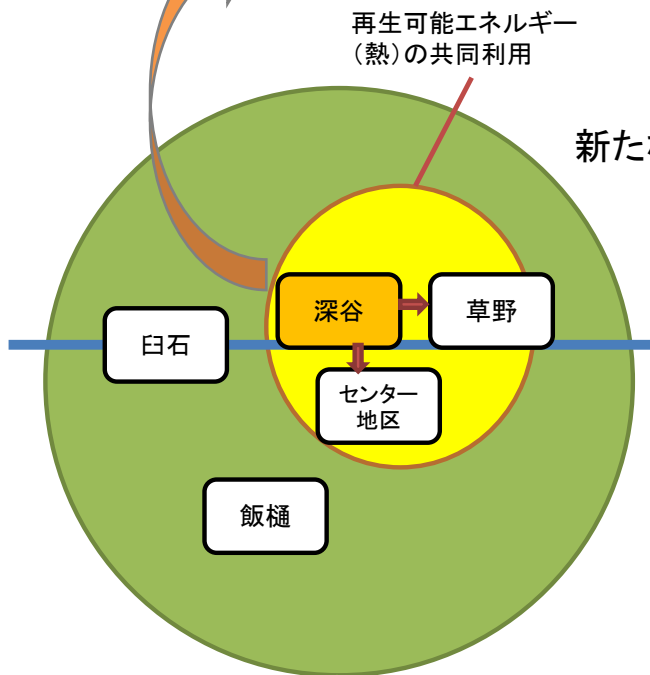 再生可能エネルギー
（熱）の共同利用
新た
深谷
草野
臼石
センター
地区
飯樋